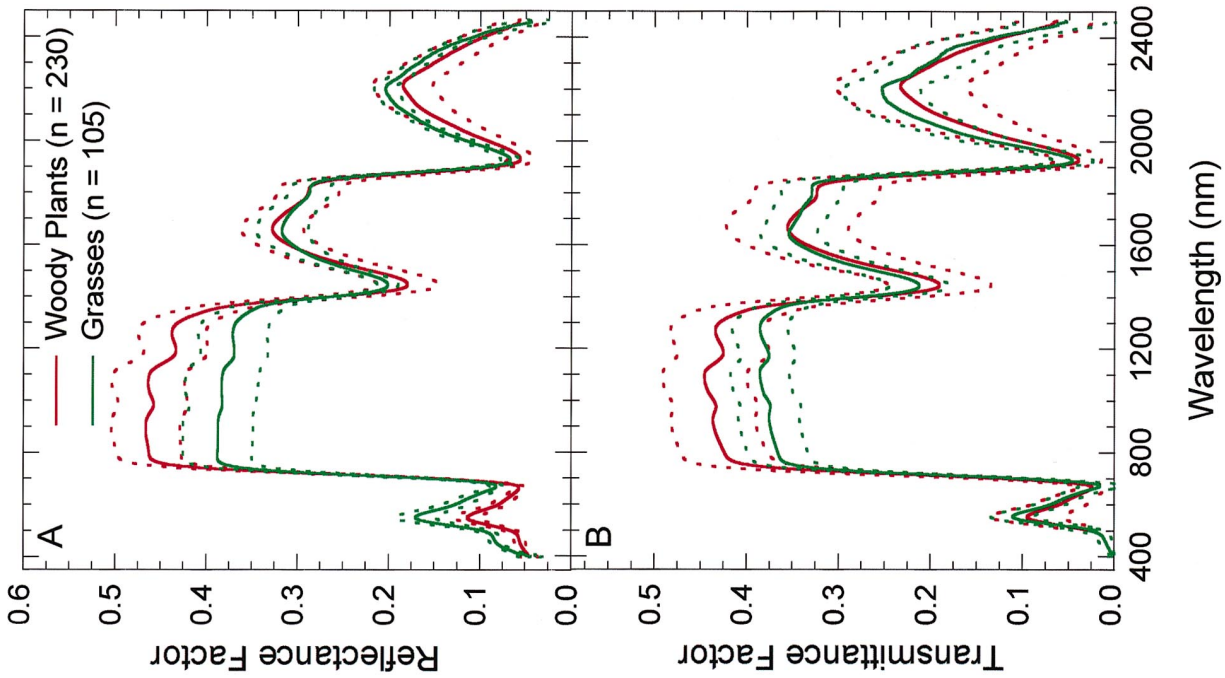 A
Woody Plants (n = 230)
Grasses (n = 105)
0.6
0.5
0.4
0.3
0.2
0.1
0.0
Reflectance Factor
B
0.5
0.4
0.3
0.2
0.1
0.0
Transmittance Factor
400
800
1200
1600
2000
2400
Wavelength (nm)